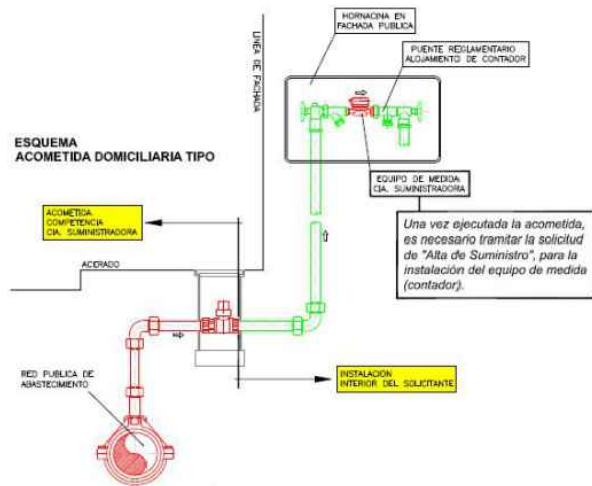 HORNACINA EN
FACHADA PUBLICA
PUENTE REGLAMENTARIO
ALOJAMIENTO DE CONTADOR
LINEA DE FACHADA
ESQUEMA
ACOMETIDA DOMICILIARIA TIPO
EQUIPO DE MEDIDA
CIA. SUMINISTRADORA
ACOMETIDA
COMPETENCIA
CIA. SUMINISTRADORA
Una vez ejecutada la acometida,
es necesario tramitar la solicitud
de "Alta de Suministro", para la
instalación del equipo de medida
(contador).
ACERADO
RED PUBLICA DE
ABASTECIMIENTO
INSTALACION
INTERIOR DEL SOLICITANTE